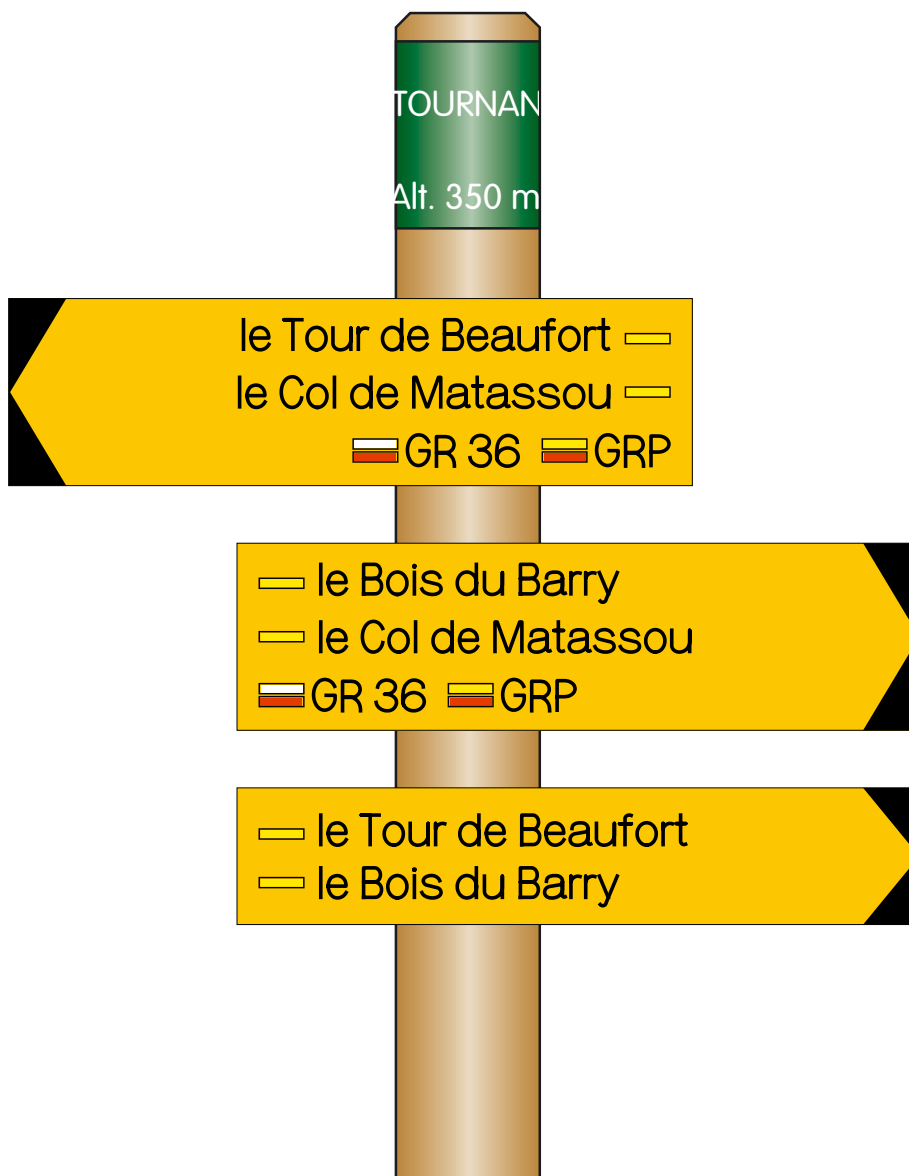 TOURNAN
Alt. 350 m
le Tour de Beaufort
le Col de Matassou
GR 36 GRP
le Bois du Barry
le Col de Matassou
GR 36 GRP
le Tour de Beaufort
le Bois du Barry